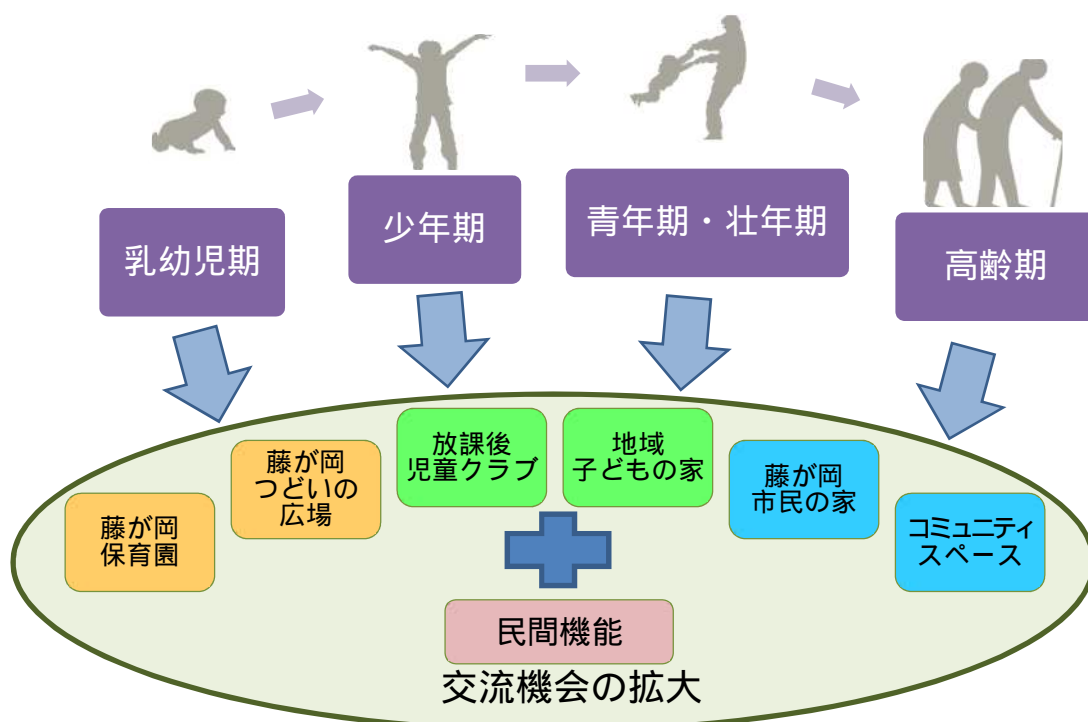 乳幼児期
少年期
青年期・壮年期
高齢期
藤が岡
保育園
藤が岡
つどいの
広場
放課後
児童クラブ
地域
子どもの家
藤が岡
市民の家
コミュニティ
スペース
民間機能
交流機会の拡大